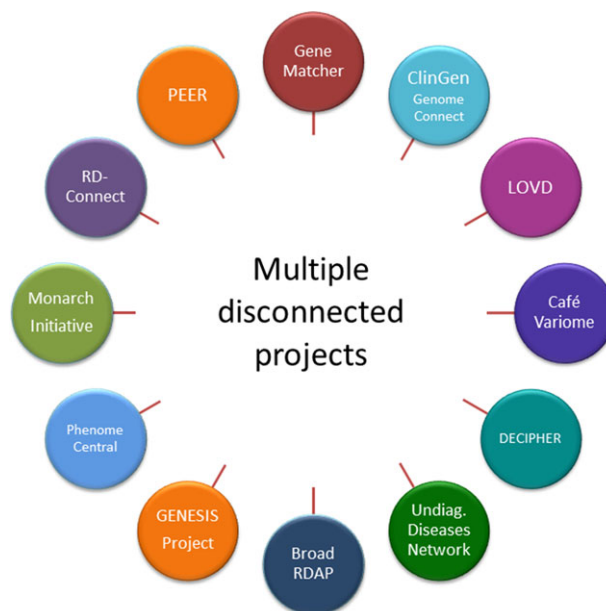 Gene
Matcher
ClinGen
Genome
Connect
LOVD
Café
Variome
DECIPHER
Undiag.
Diseases
Network
Broad
RDAP
GENESIS
Project
Phenome
Central
Monarch
Initiative
RD-
Connect
PEER
Multiple
disconnected
projects